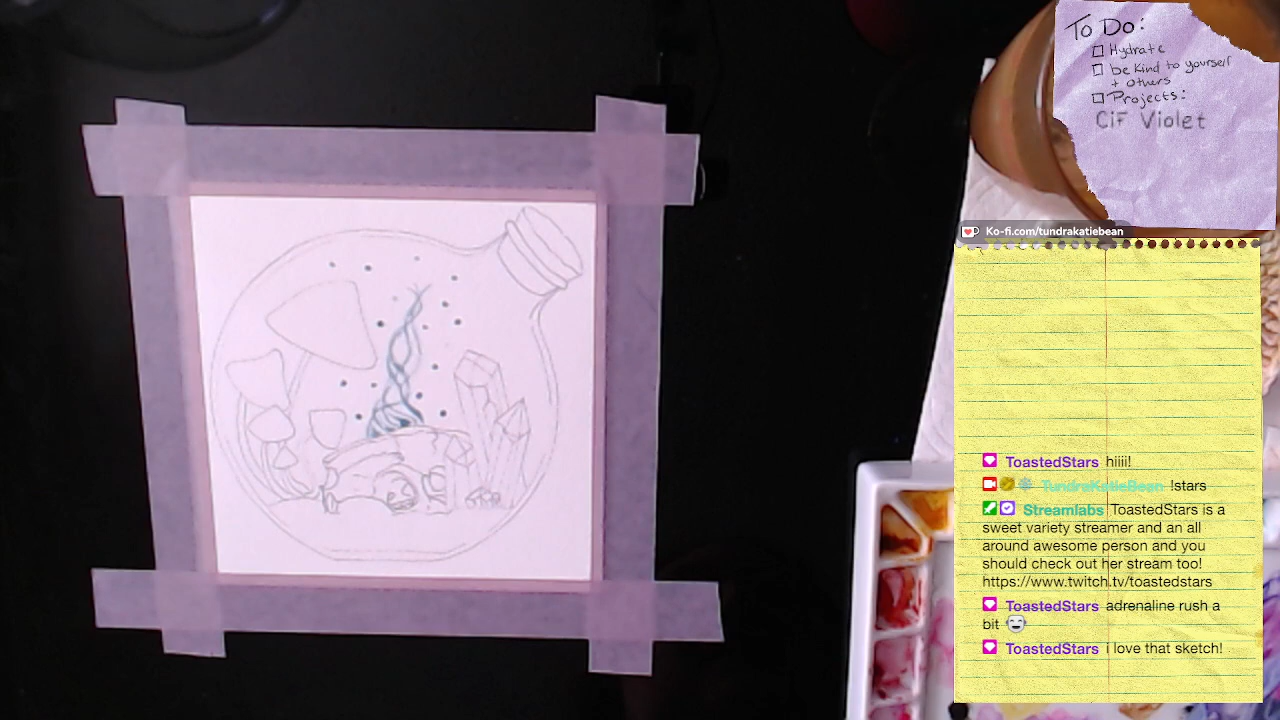 To Do:
Hydrate
be Kind to yourself
+ others
Projects:
CiF Violet
Ko-fi.com/tundrakatiebean
ToastedStars hiiii!
TundraKatieBean !stars
Streamlabs ToastedStars is a
sweet variety streamer and an all
around awesome person and you
should check out her stream too!
https://www.twitch.tv/toastedstars
ToastedStars adrenaline rush a
bit
ToastedStars i love that sketch!